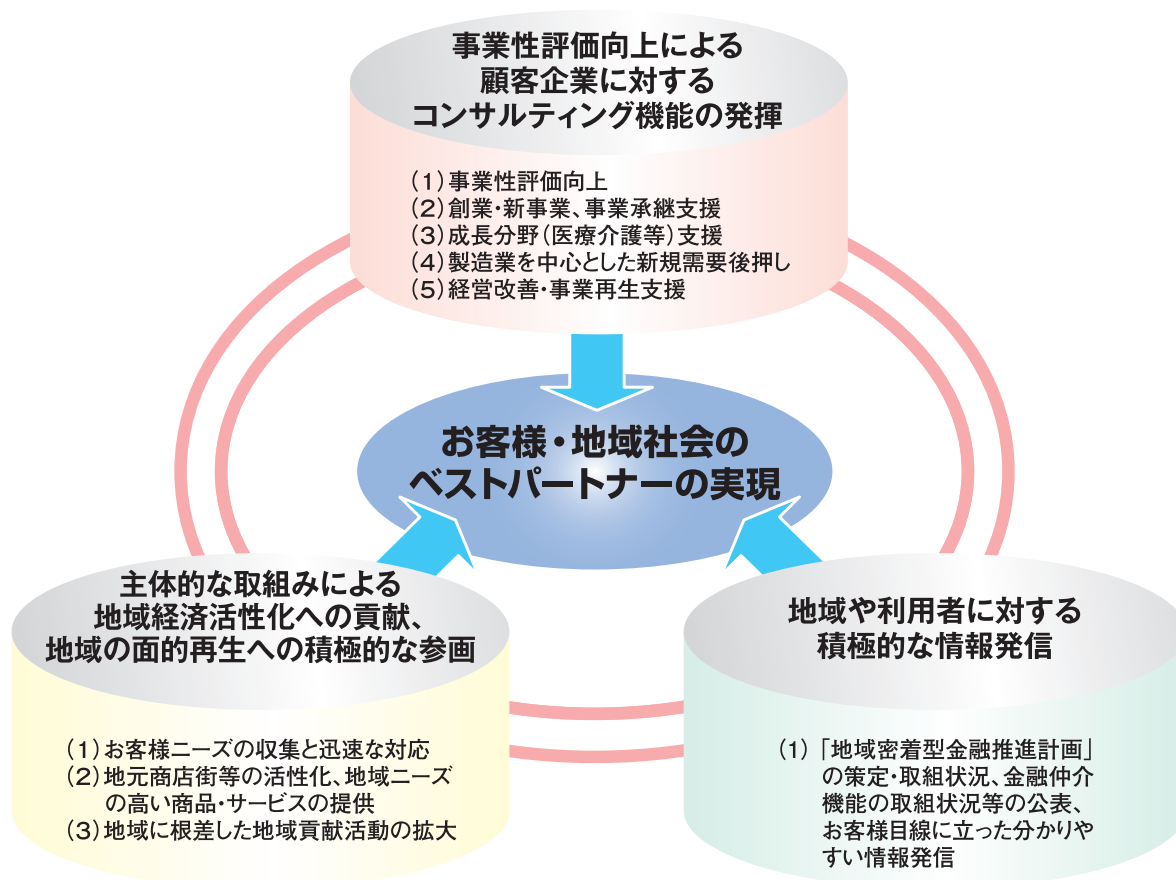 事業性評価向上による
顧客企業に対する
コンサルティング機能の発揮
(1)事業性評価向上
(2)創業・新事業、事業承継支援
(3)成長分野(医療介護等)支援
(4)製造業を中心とした新規需要後押し
(5)経営改善・事業再生支援
お客様・地域社会の
ベストパートナーの実現
主体的な取組みによる
地域経済活性化への貢献、
地域の面的再生への積極的な参画
(1)お客様ニーズの収集と迅速な対応
(2)地元商店街等の活性化、地域ニーズ
の高い商品・サービスの提供
(3)地域に根差した地域貢献活動の拡大
地域や利用者に対する
積極的な情報発信
(1)「地域密着型金融推進計画」
の策定・取組状況、金融仲介
機能の取組状況等の公表、
お客様目線に立った分かりや
すい情報発信